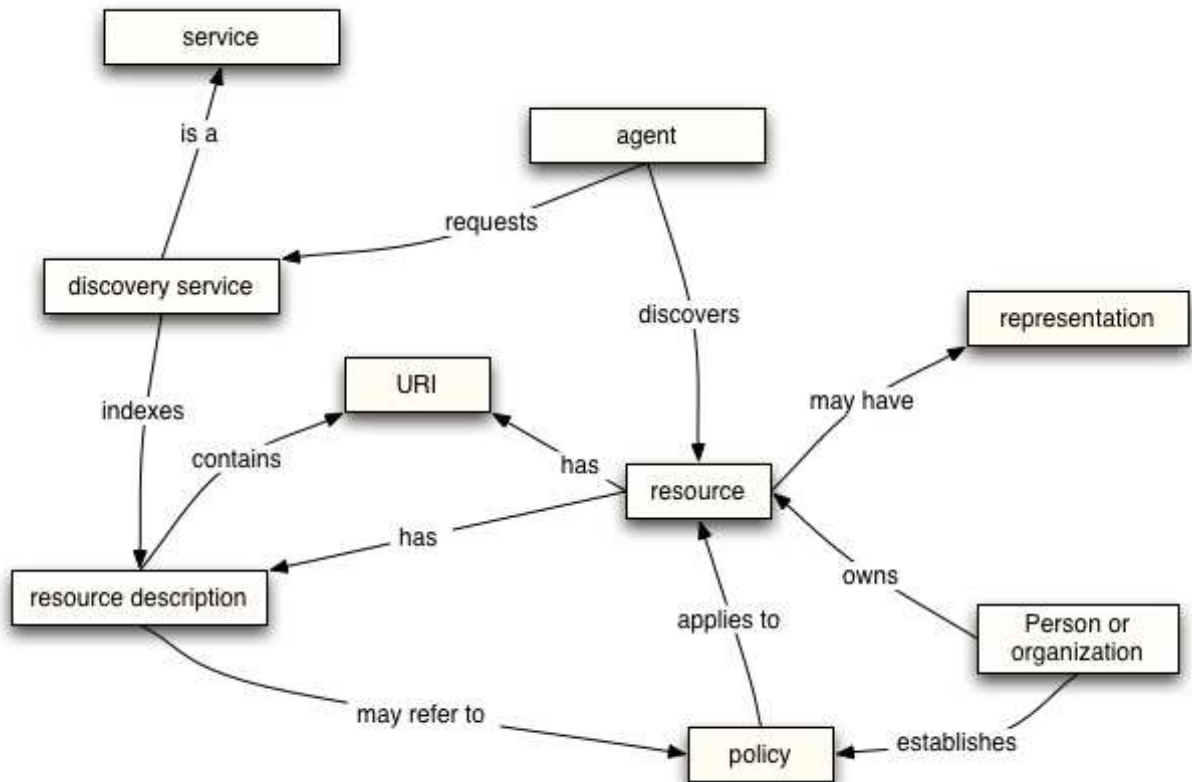 service
is a
agent
requests
discovery service
representation
discovers
URI
may have
indexes
contains
has
resource
has
owns
resource description
applies to
Person or
organization
may refer to
establishes
policy